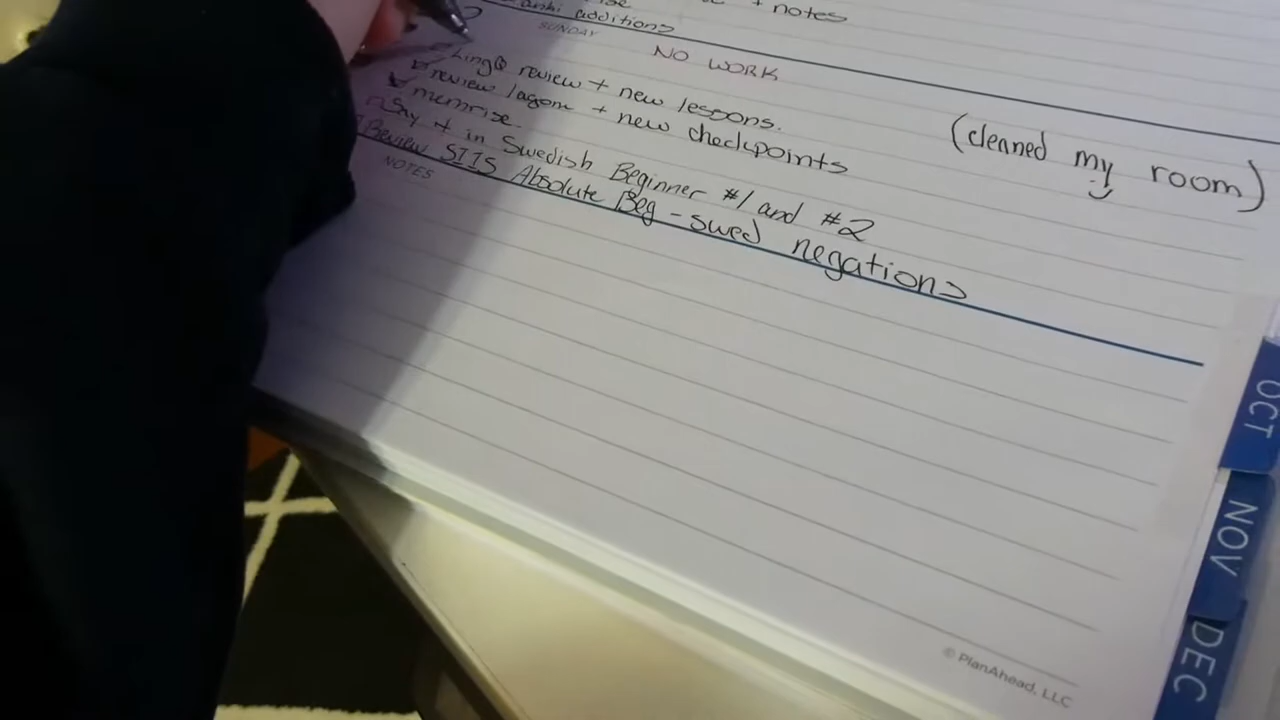 + notes
additions
SUNDAY
NO WORK
LingQ review + new lessons.
review lagom + new checkpoints
memrise.
Say it in Swedish Beginner #1 and #2
Review SIIS Absolute Beg - swed negations
(cleaned my room)
NOTES
OCT
NOV
DEC
© PlanAhead, LLC